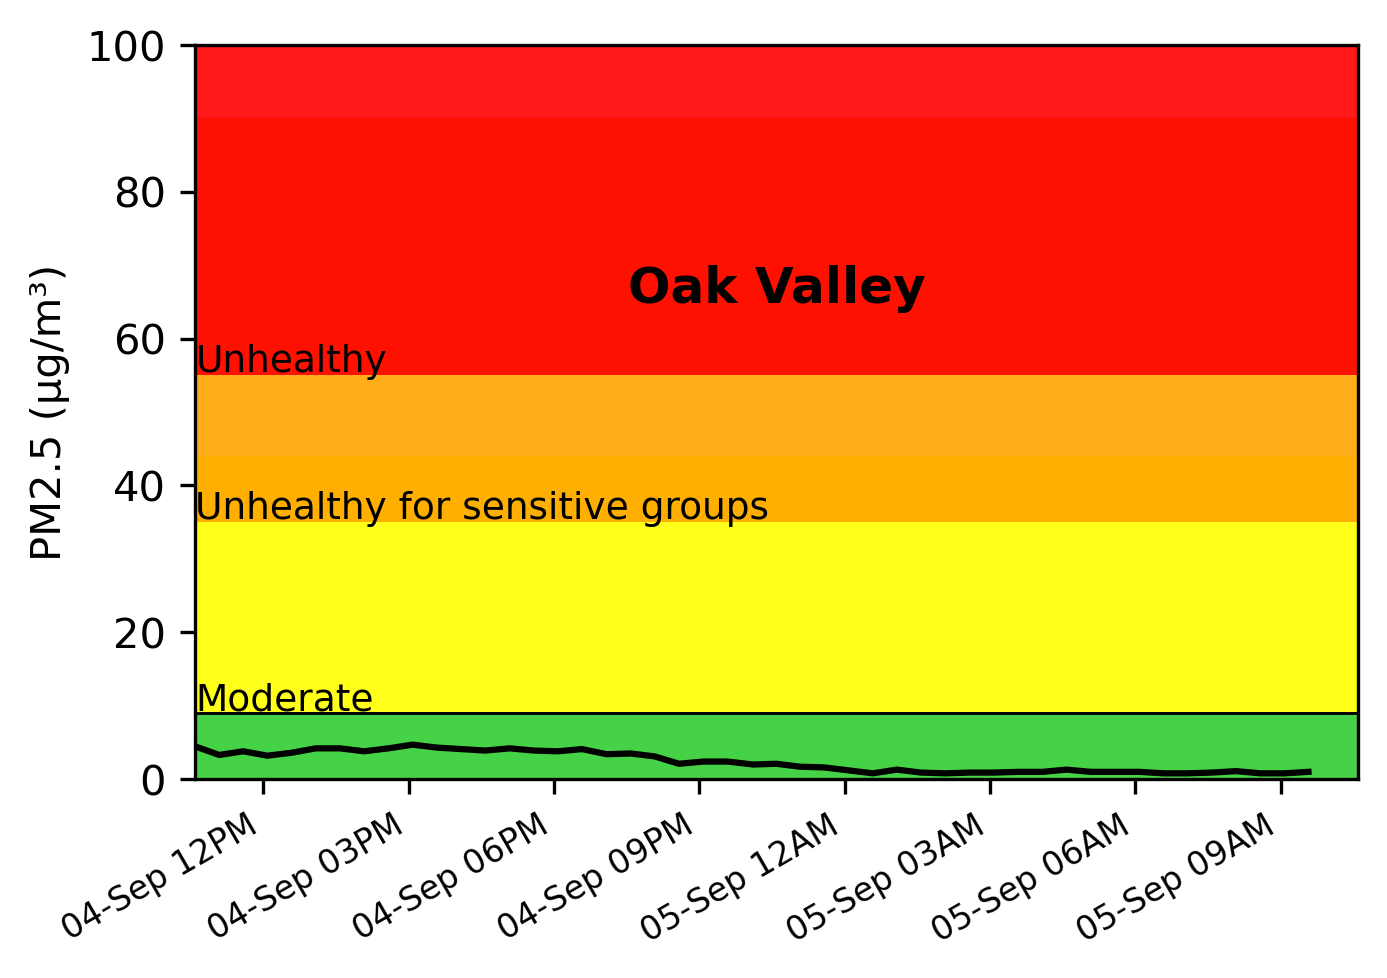 100
80
60
40
20
0
PM2.5 (µg/m³)
Oak Valley
Unhealthy
Unhealthy for sensitive groups
Moderate
04-Sep 12PM
04-Sep 03PM
04-Sep 06PM
04-Sep 09PM
05-Sep 12AM
05-Sep 03AM
05-Sep 06AM
05-Sep 09AM